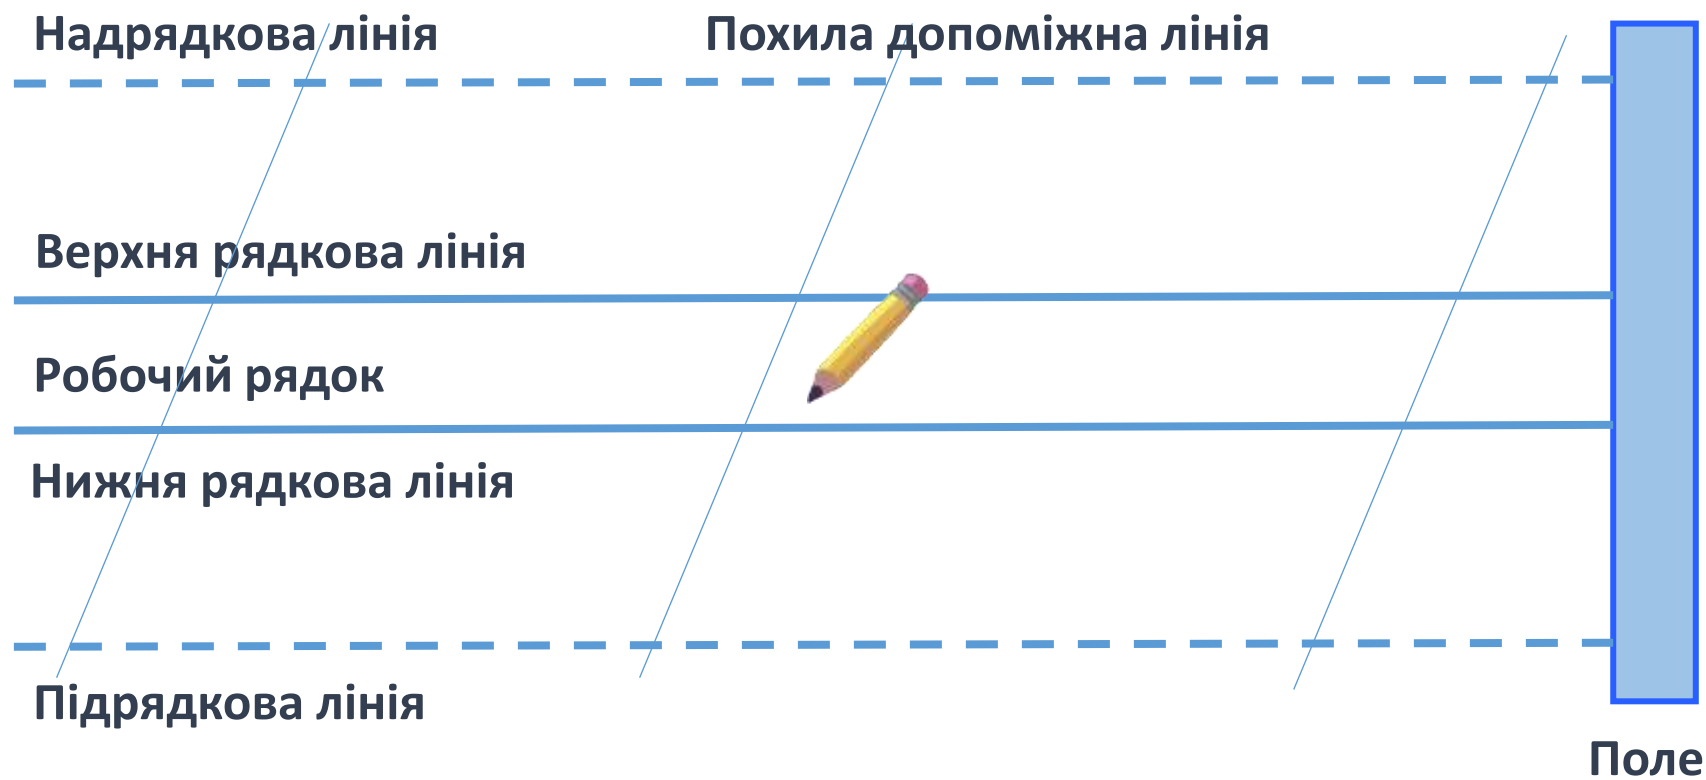 Надрядкова лінія
Похила допоміжна лінія
Верхня рядкова лінія
Робочий рядок
Нижня рядкова лінія
Підрядкова лінія
Поле